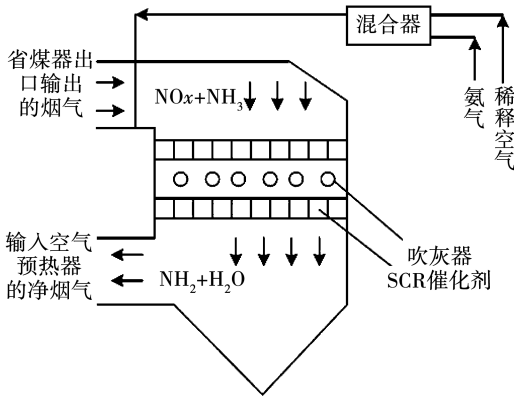 混合器
省煤器出
口输出
的烟气
NOx+NH3
氨气
稀释空气
输入空气
预热器
的净烟气
NH2+H2O
吹灰器
SCR催化剂